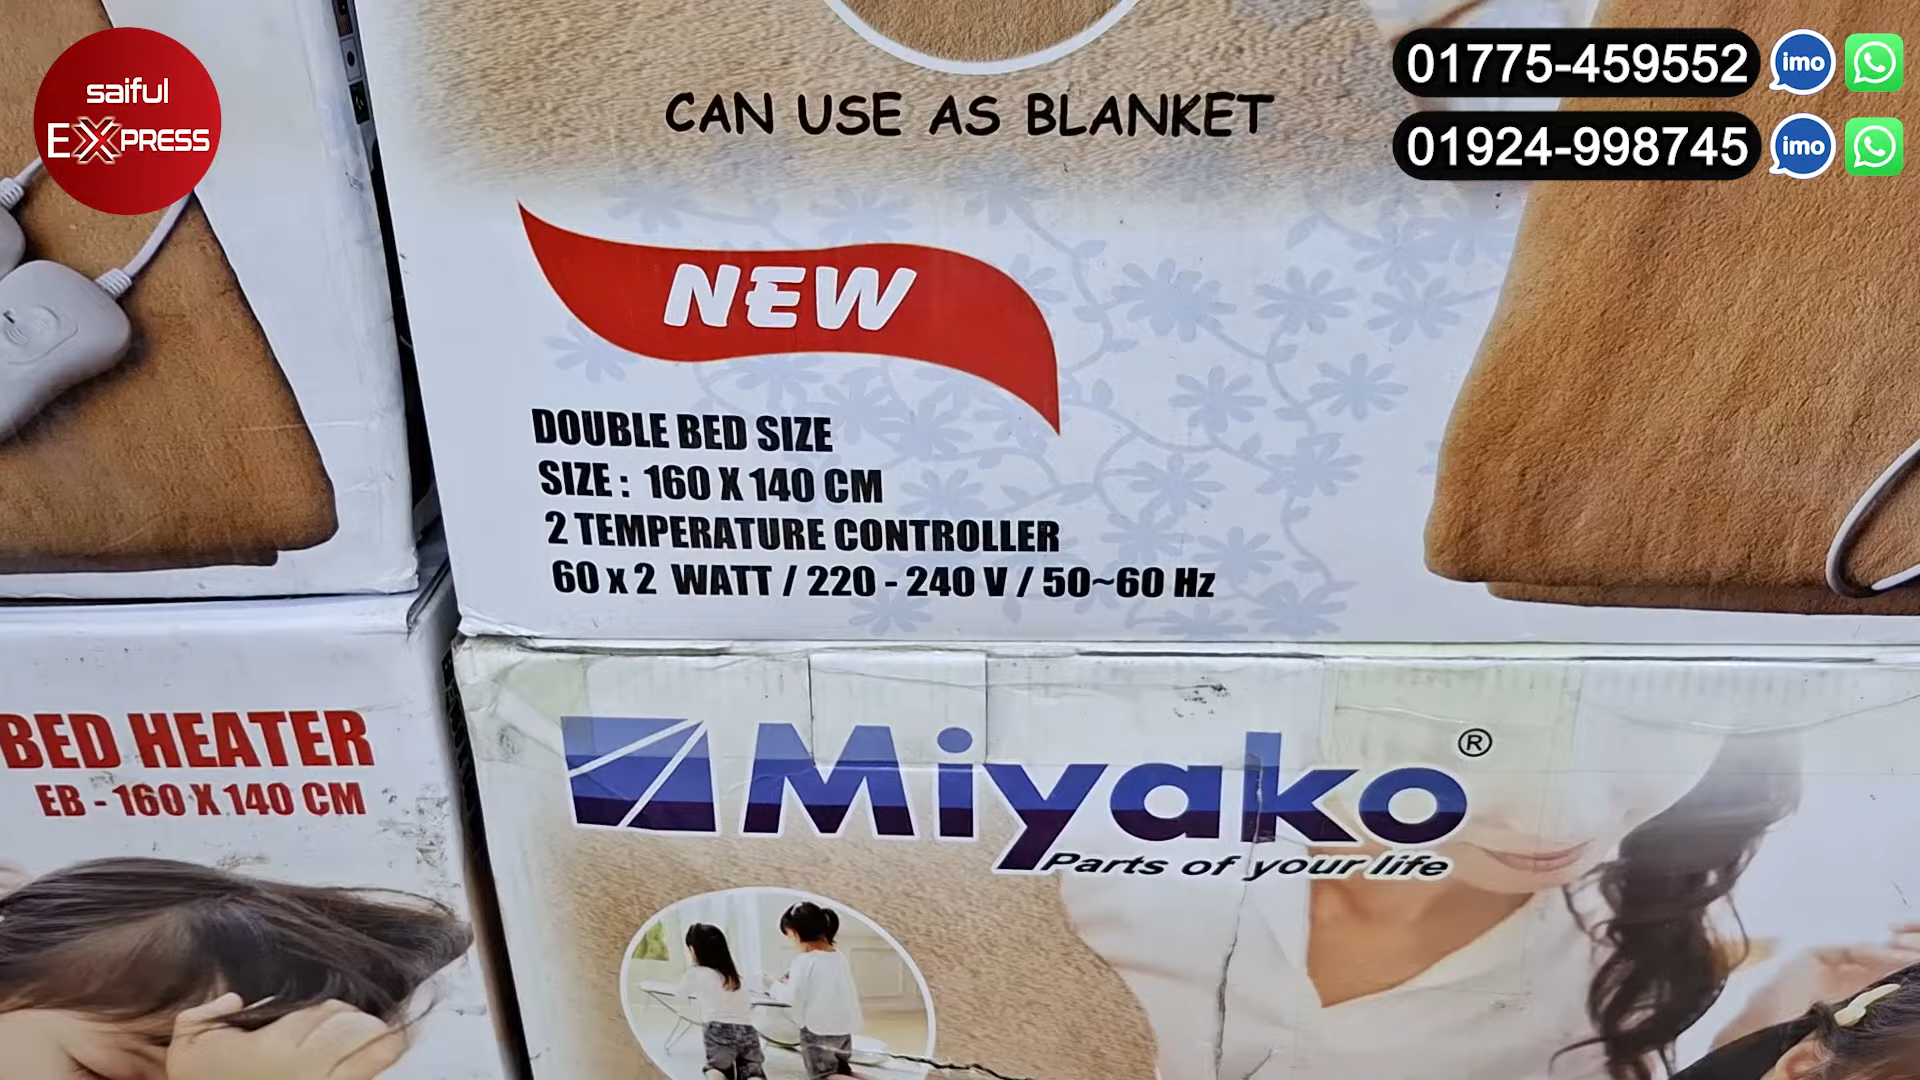 saiful
EXPRESS
01775-459552
imo
01924-998745
imo
CAN USE AS BLANKET
NEW
DOUBLE BED SIZE
SIZE : 160 X 140 CM
2 TEMPERATURE CONTROLLER
60 x 2 WATT / 220 - 240 V / 50~60 Hz
BED HEATER
EB - 160 X 140 CM
Miyako ®
Parts of your life